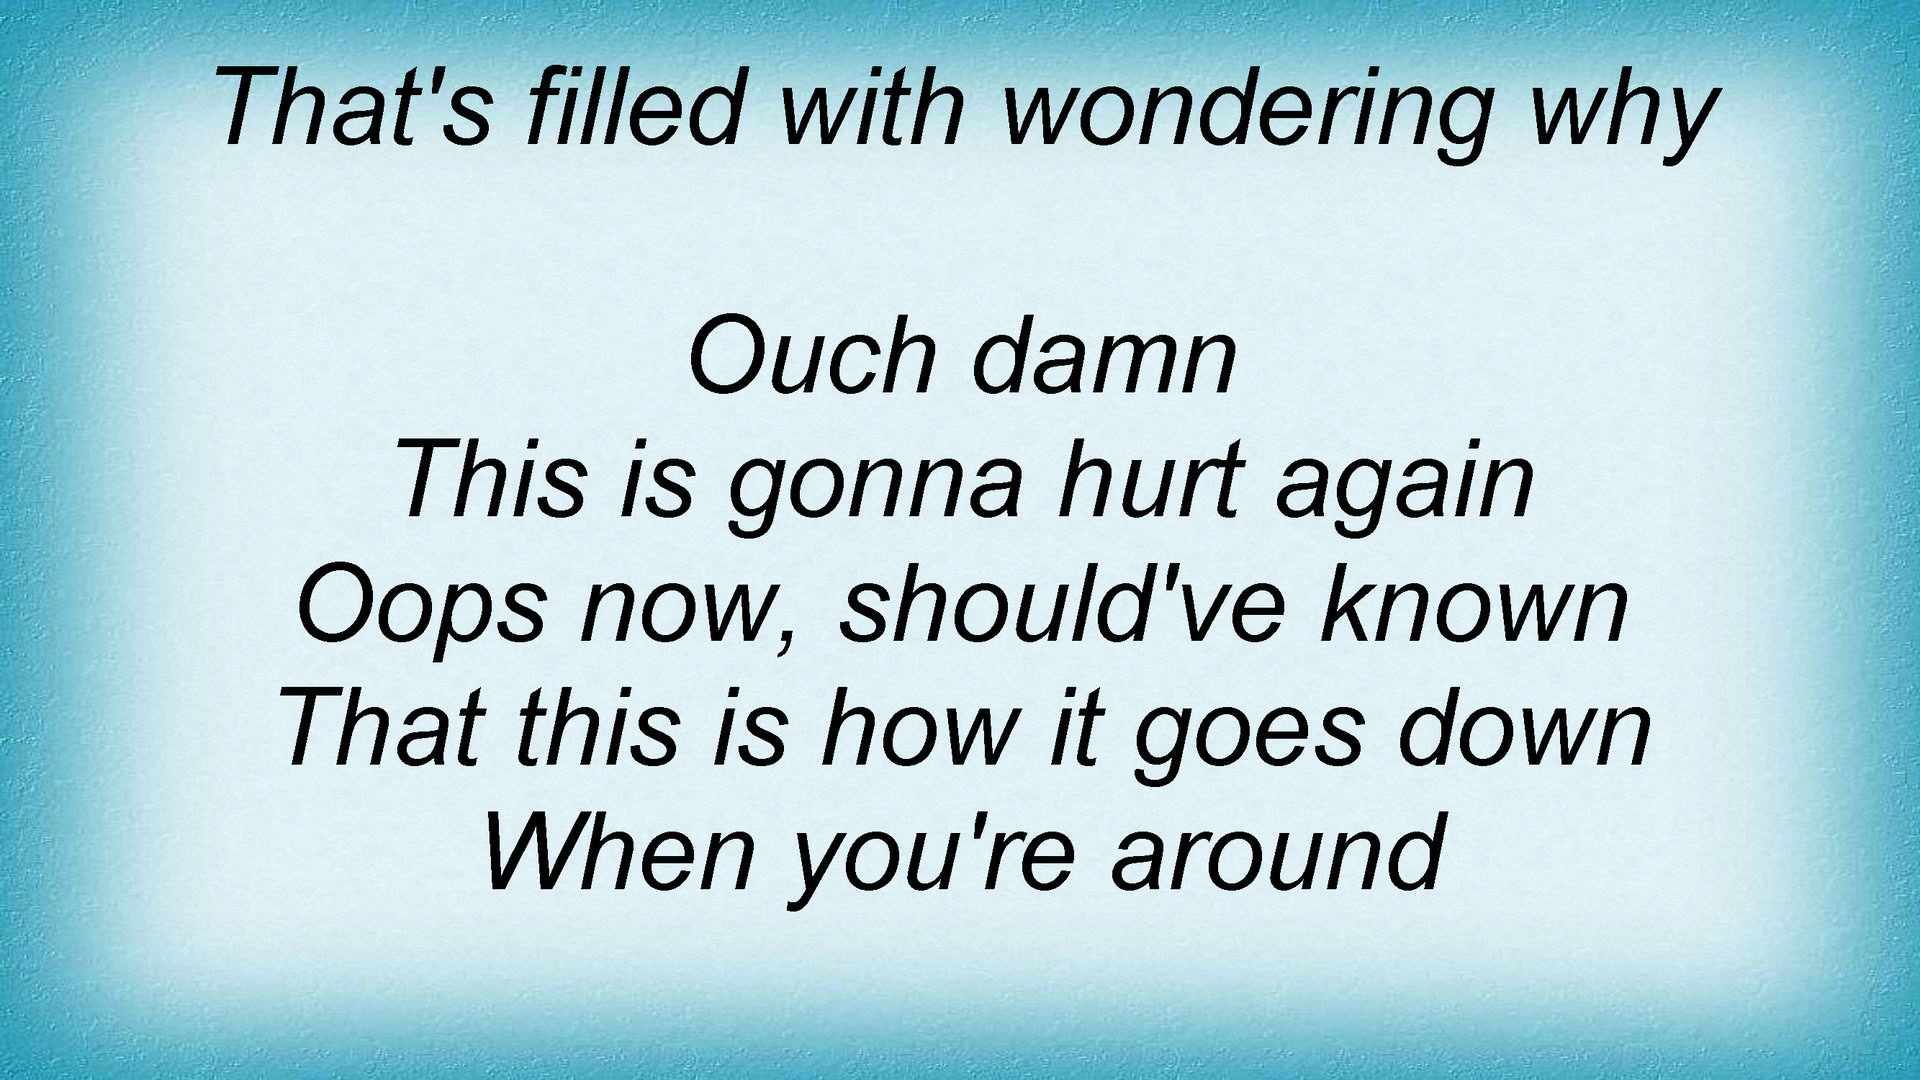 That's filled with wondering why
Ouch damn
This is gonna hurt again
Oops now, should've known
That this is how it goes down
When you're around